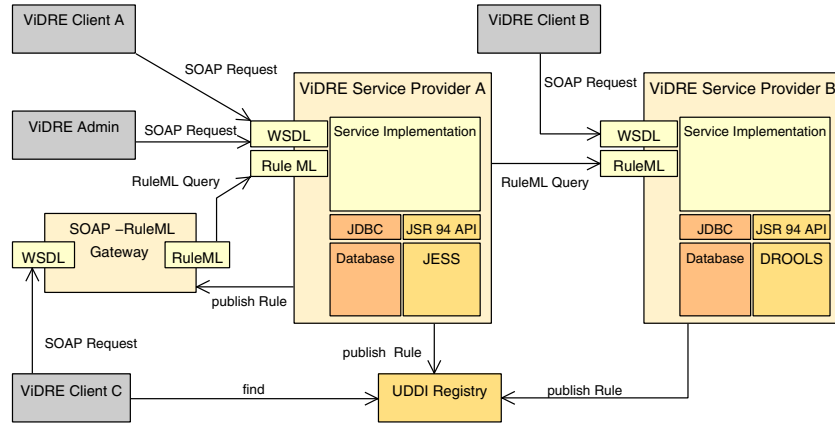 ViDRE Client A
ViDRE Client B
SOAP Request
SOAP Request
ViDRE Service Provider A
ViDRE Service Provider B
ViDRE Admin
SOAP Request
WSDL
Service Implementation
WSDL
Service Implementation
Rule ML
RuleML
RuleML Query
RuleML Query
SOAP –RuleML
Gateway
WSDL
RuleML
JDBC
JSR 94 API
JDBC
JSR 94 API
Database
JESS
Database
DROOLS
publish Rule
SOAP Request
publish Rule
ViDRE Client C
find
UDDI Registry
publish Rule